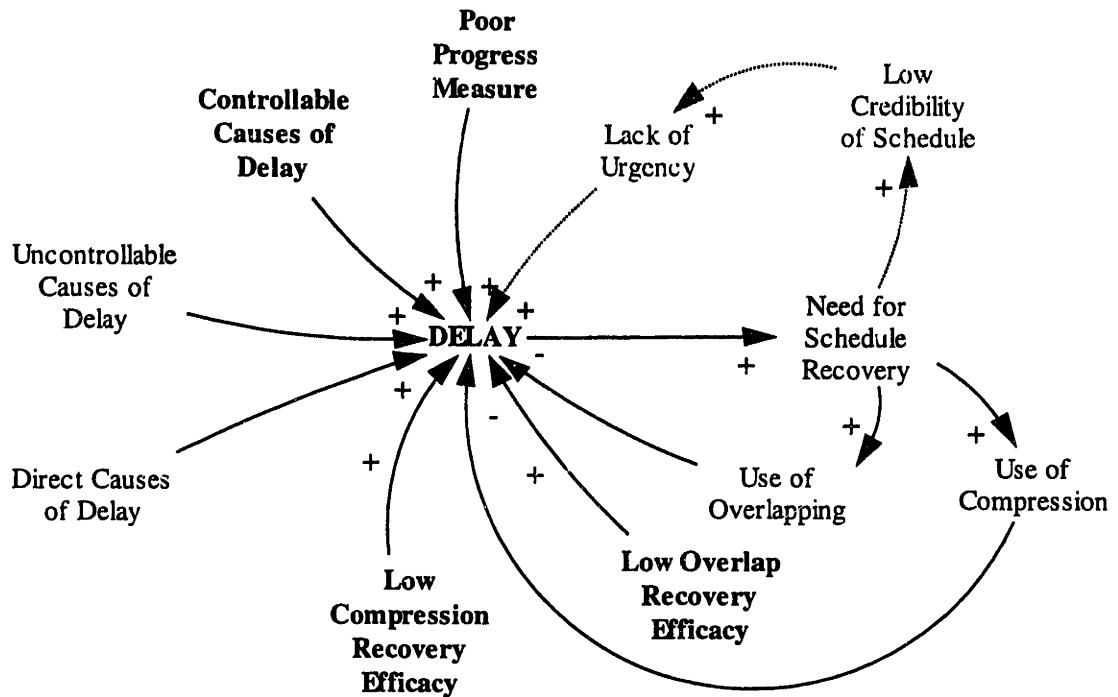 Poor
Progress
Measure
Controllable
Causes of
Delay
Low
Credibility
of Schedule
+
Lack of
Urgency
+
Uncontrollable
Causes of
Delay
+
+
+
+
DELAY
-
+
+
Need for
Schedule
Recovery
+
-
+
+
+
+
Direct Causes
of Delay
Use of
Overlapping
Use of
Compression
Low
Compression
Recovery
Efficacy
Low Overlap
Recovery
Efficacy